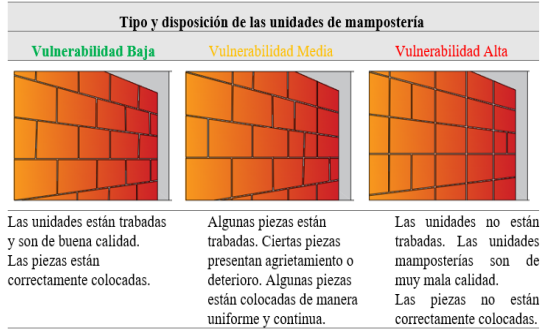 Tipo y disposición de las unidades de mampostería
Vulnerabilidad Baja
Vulnerabilidad Media
Vulnerabilidad Alta
Las unidades están trabadas
y son de buena calidad.
Las piezas están
correctamente colocadas.
Algunas piezas están
trabadas. Ciertas piezas
presentan agrietamiento o
deterioro. Algunas piezas
están colocadas de manera
uniforme y continua.
Las unidades no están
trabadas. Las unidades
mamposterías son de
muy mala calidad.
Las piezas no están
correctamente colocadas.